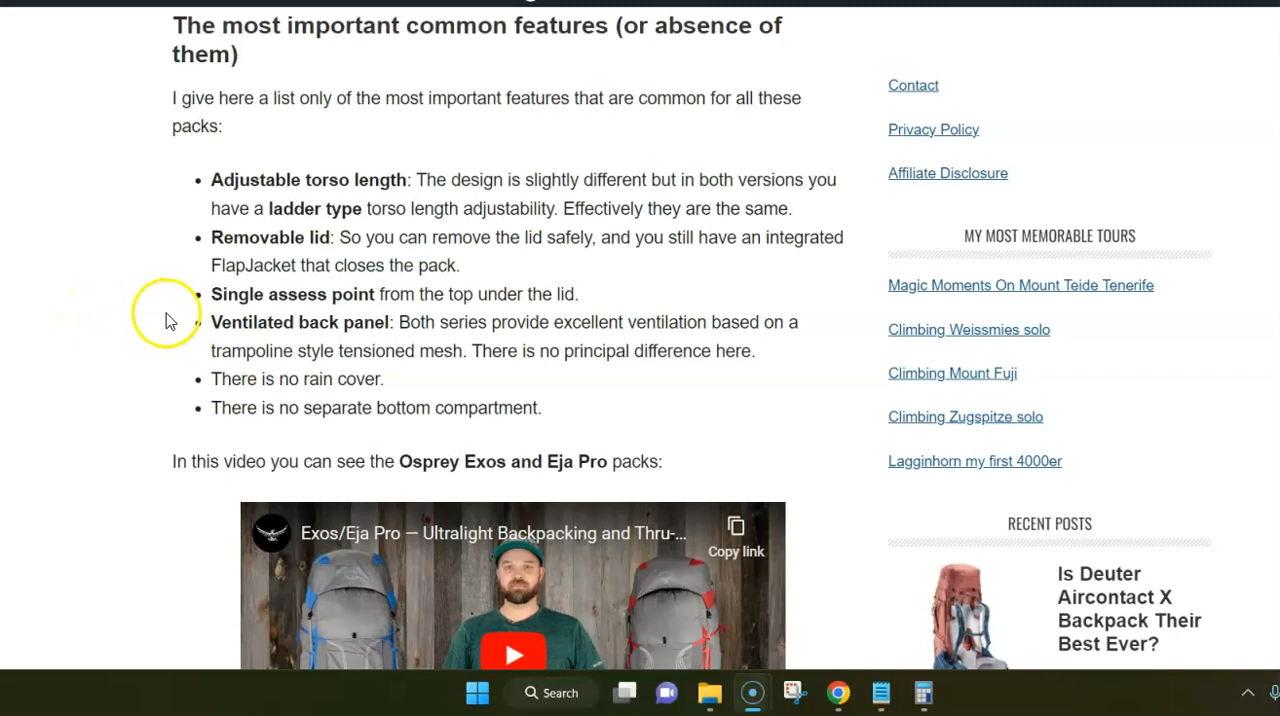 The most important common features (or absence of
them)
I give here a list only of the most important features that are common for all these
packs:
• Adjustable torso length: The design is slightly different but in both versions you
have a ladder type torso length adjustability. Effectively they are the same.
• Removable lid: So you can remove the lid safely, and you still have an integrated
FlapJacket that closes the pack.
• Single assess point from the top under the lid.
• Ventilated back panel: Both series provide excellent ventilation based on a
trampoline style tensioned mesh. There is no principal difference here.
• There is no rain cover.
• There is no separate bottom compartment.
In this video you can see the Osprey Exos and Eja Pro packs:
Exos/Eja Pro — Ultralight Backpacking and Thru-...
Copy link
Contact
Privacy Policy
Affiliate Disclosure
MY MOST MEMORABLE TOURS
Magic Moments On Mount Teide Tenerife
Climbing Weissmies solo
Climbing Mount Fuji
Climbing Zugspitze solo
Lagginhorn my first 4000er
RECENT POSTS
Is Deuter
Aircontact X
Backpack Their
Best Ever?
Search